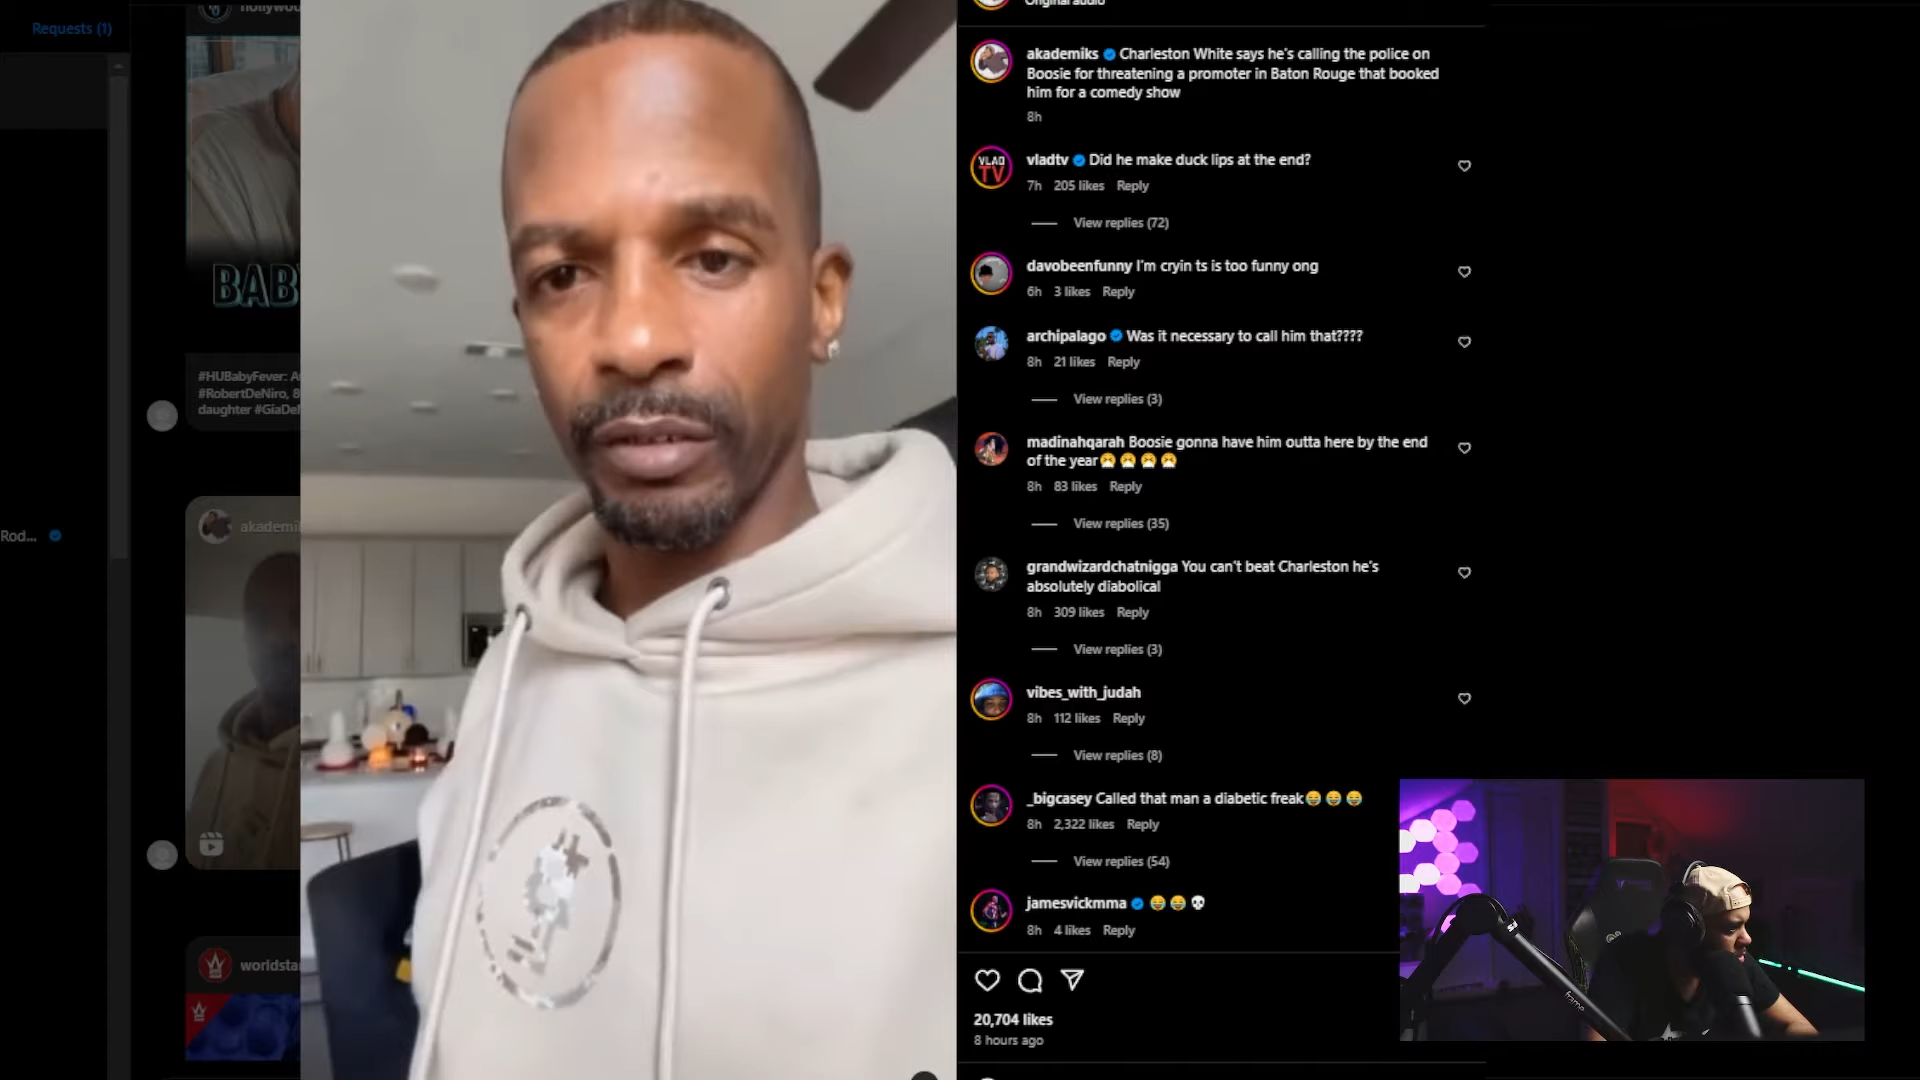 Requests (1)
hollywoo
Original audio
akademiks Charleston White says he's calling the police on
Boosie for threatening a promoter in Baton Rouge that booked
him for a comedy show
8h
VLAD
TV
vladtv Did he make duck lips at the end?
7h 205 likes Reply
View replies (72)
BAB
davobeenfunny I'm cryin ts is too funny ong
6h 3 likes Reply
archipalago Was it necessary to call him that????
8h 21 likes Reply
#HUBabyFever: A
#RobertDeNiro, 8
daughter #GiaDeN
View replies (3)
madinahqarah Boosie gonna have him outta here by the end
of the year😤😤😤😤
8h 83 likes Reply
View replies (35)
Rod...
akademi
grandwizardchatnigga You can't beat Charleston he's
absolutely diabolical
8h 309 likes Reply
View replies (3)
vibes_with_judah
8h 112 likes Reply
View replies (8)
_bigcasey Called that man a diabetic freak😂😂😂
8h 2,322 likes Reply
View replies (54)
jamesvickmma 😂😂💀
8h 4 likes Reply
worldsta
20,704 likes
8 hours ago